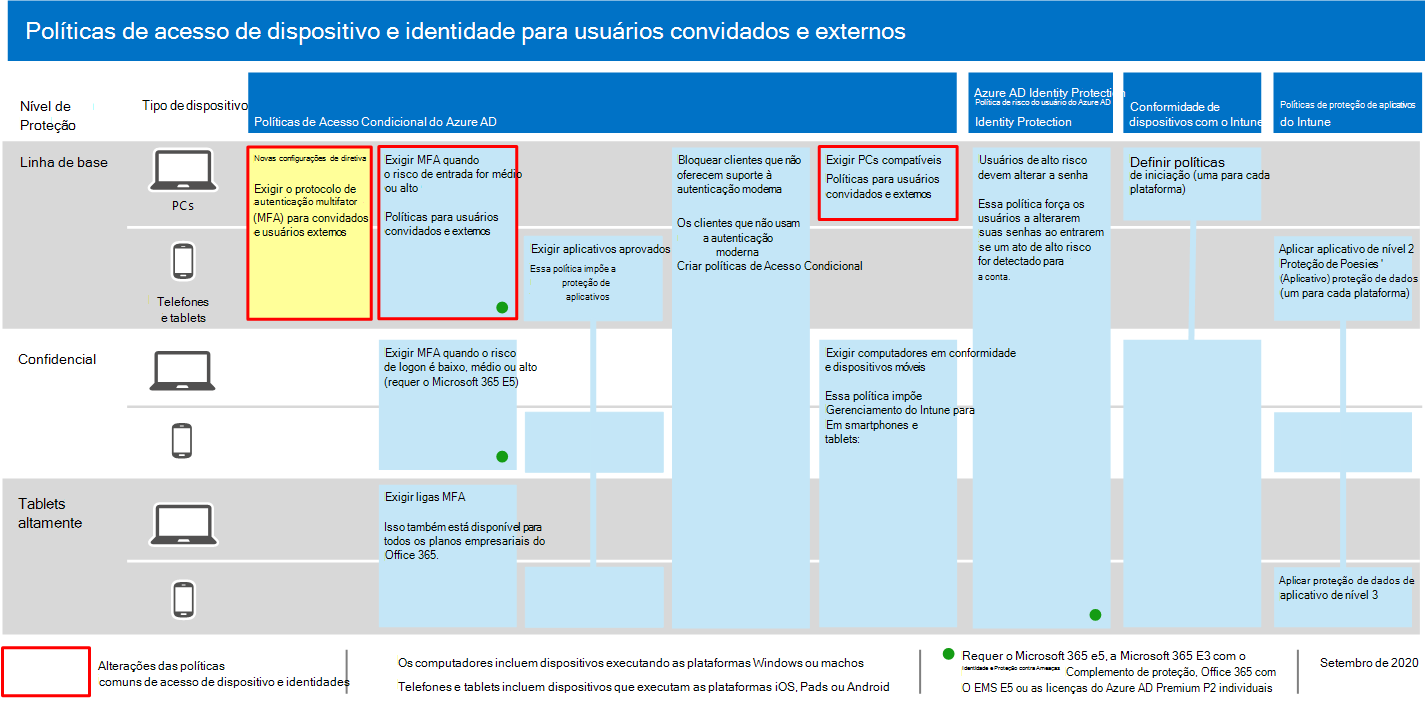 Políticas de acesso de dispositivo e identidade para usuários convidados e externos
Nível de
Proteção
Tipo de dispositivo
Políticas de Acesso Condicional do Azure AD
Azure AD Identity Protection
Política de risco do usuário do Azure AD
Identity Protection
Conformidade de
dispositivos com o Intune
Políticas de proteção de aplicativos
do Intune
Linha de base
PCs
Telefones
e tablets
Novas configurações de diretiva
Exigir o protocolo de
autenticação multifator
(MFA) para convidados
e usuários externos
Exigir MFA quando
o risco de entrada for médio
ou alto
Políticas para usuários
convidados e externos
Exigir aplicativos aprovados
Essa política impõe a
proteção de
aplicativos
Bloquear clientes que não
oferecem suporte à
autenticação moderna
Os clientes que não usam
a autenticação
moderna
Criar políticas de Acesso Condicional
Exigir PCs compatíveis
Políticas para usuários
convidados e externos
Usuários de alto risco
devem alterar a senha
Essa política força os
usuários a alterarem
suas senhas ao entrarem
se um ato de alto risco
for detectado para
a conta.
Definir políticas
de iniciação (uma para cada
plataforma)
Aplicar aplicativo de nível 2
Proteção de Poesies '
(Aplicativo) proteção de dados
(um para cada plataforma)
Confidencial
Exigir MFA quando o risco
de logon é baixo, médio ou alto
(requer o Microsoft 365 E5)
Exigir computadores em conformidade
e dispositivos móveis
Essa política impõe
Gerenciamento do Intune para
Em smartphones e
tablets:
Tablets
altamente
Exigir ligas MFA
Isso também está disponível para
todos os planos empresariais do
Office 365.
Aplicar proteção de dados de
aplicativo de nível 3
Alterações das políticas
comuns de acesso de dispositivo e identidades
Os computadores incluem dispositivos executando as plataformas Windows ou machos
Telefones e tablets incluem dispositivos que executam as plataformas iOS, Pads ou Android
Requer o Microsoft 365 e5, a Microsoft 365 E3 com o
Identidade e Proteção contra Ameaças
Complemento de proteção, Office 365 com
O EMS E5 ou as licenças do Azure AD Premium P2 individuais
Setembro de 2020